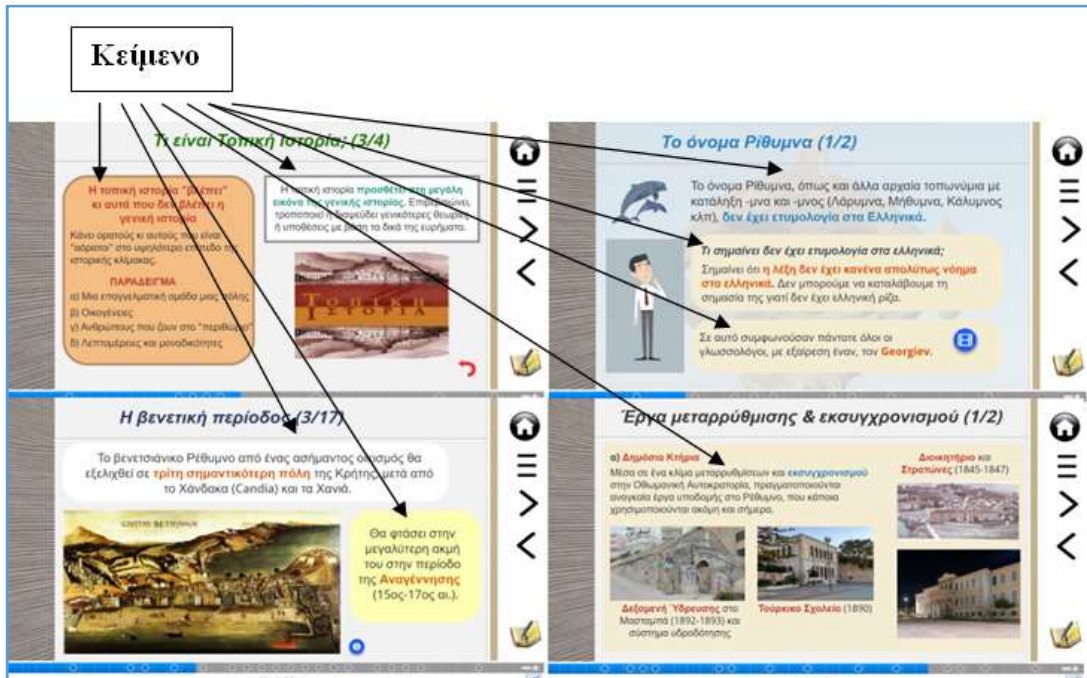 Κείμενο
Τι είναι Τοπική Ιστορία; (3/4)
Η τοπική ιστορία "βλέπει"
κι αυτά που δεν βλέπει η
γενική ιστορία
Κάνει ορατούς κι αυτούς που είναι
"αόρατοι" στο υψηλότερο επίπεδο της
ιστορικής κλίμακας.
ΠΑΡΑΔΕΙΓΜΑ
α) Μια επαγγελματική ομάδα μιας πόλης
β) Οικογένειες
γ) Ανθρώπους που ζουν στο "περιθώριο"
δ) Λεπτομέρειες και μοναδικότητες
Η τοπική ιστορία προσθέτει στη μεγάλη
εικόνα της γενικής ιστορίας. Επιβεβαιώνει,
τροποποιεί ή διαψεύδει γενικότερες θεωρίες
ή υποθέσεις με βάση τα δικά της ευρήματα.
ΤΟΠΙΚΗ
ΙΣΤΟΡΙΑ
Το όνομα Ρίθυμνα (1/2)
Το όνομα Ρίθυμνα, όπως και άλλα αρχαία τοπωνύμια με
κατάληξη -μνα και -μνος (Λάρυμνα, Μήθυμνα, Κάλυμνος
κλπ), δεν έχει ετυμολογία στα Ελληνικά.
Τι σημαίνει δεν έχει ετυμολογία στα ελληνικά;
Σημαίνει ότι η λέξη δεν έχει κανένα απολύτως νόημα
στα ελληνικά. Δεν μπορούμε να καταλάβουμε τη
σημασία της γιατί δεν έχει ελληνική ρίζα.
Σε αυτό συμφωνούσαν πάντοτε όλοι οι
γλωσσολόγοι, με εξαίρεση έναν, τον Georgiev.
Η βενετική περίοδος (3/17)
Το βενετσιάνικο Ρέθυμνο από ένας ασήμαντος οικισμός θα
εξελιχθεί σε τρίτη σημαντικότερη πόλη της Κρήτης μετά από
το Χάνδακα (Candia) και τα Χανιά.
CIVITAS RETHYMNAE
Θα φτάσει στην
μεγαλύτερη ακμή
του στην περίοδο
της Αναγέννησης
(15ος-17ος αι.).
Έργα μεταρρύθμισης & εκσυγχρονισμού (1/2)
α) Δημόσια Κτήρια
Μέσα σε ένα κλίμα μεταρρυθμίσεων και εκσυγχρονισμού
στην Οθωμανική Αυτοκρατορία, πραγματοποιούνται
αναγκαία έργα υποδομής στο Ρέθυμνο, που κάποια
χρησιμοποιούνται ακόμη και σήμερα.
Διοικητήριο και
Στρατώνες (1845-1847)
Δεξαμενή Ύδρευσης στο
Μασταμπά (1892-1893) και
σύστημα υδροδότησης
Τούρκικο Σχολείο (1890)